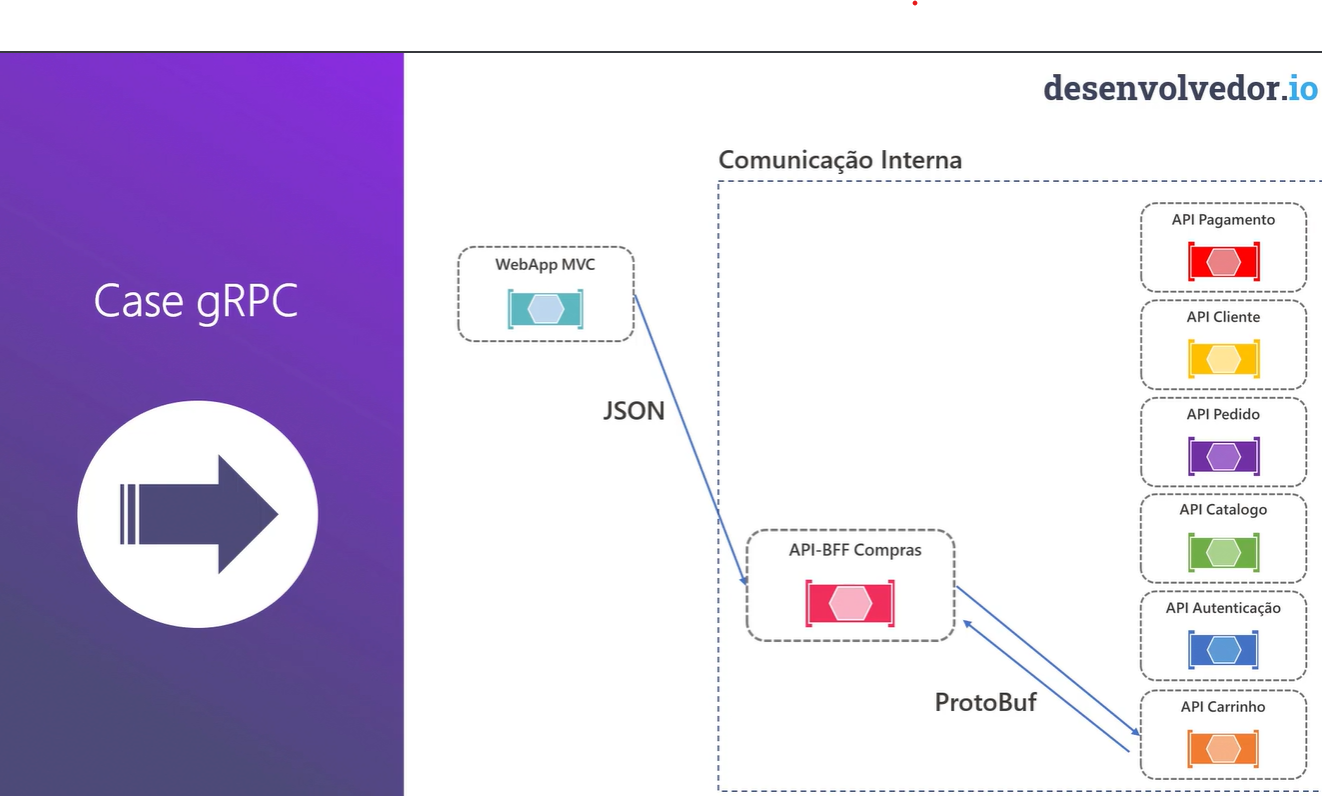 desenvolvedor.io
Case gRPC
Comunicação Interna
WebApp MVC
JSON
API-BFF Compras
ProtoBuf
API Pagamento
API Cliente
API Pedido
API Catalogo
API Autenticação
API Carrinho